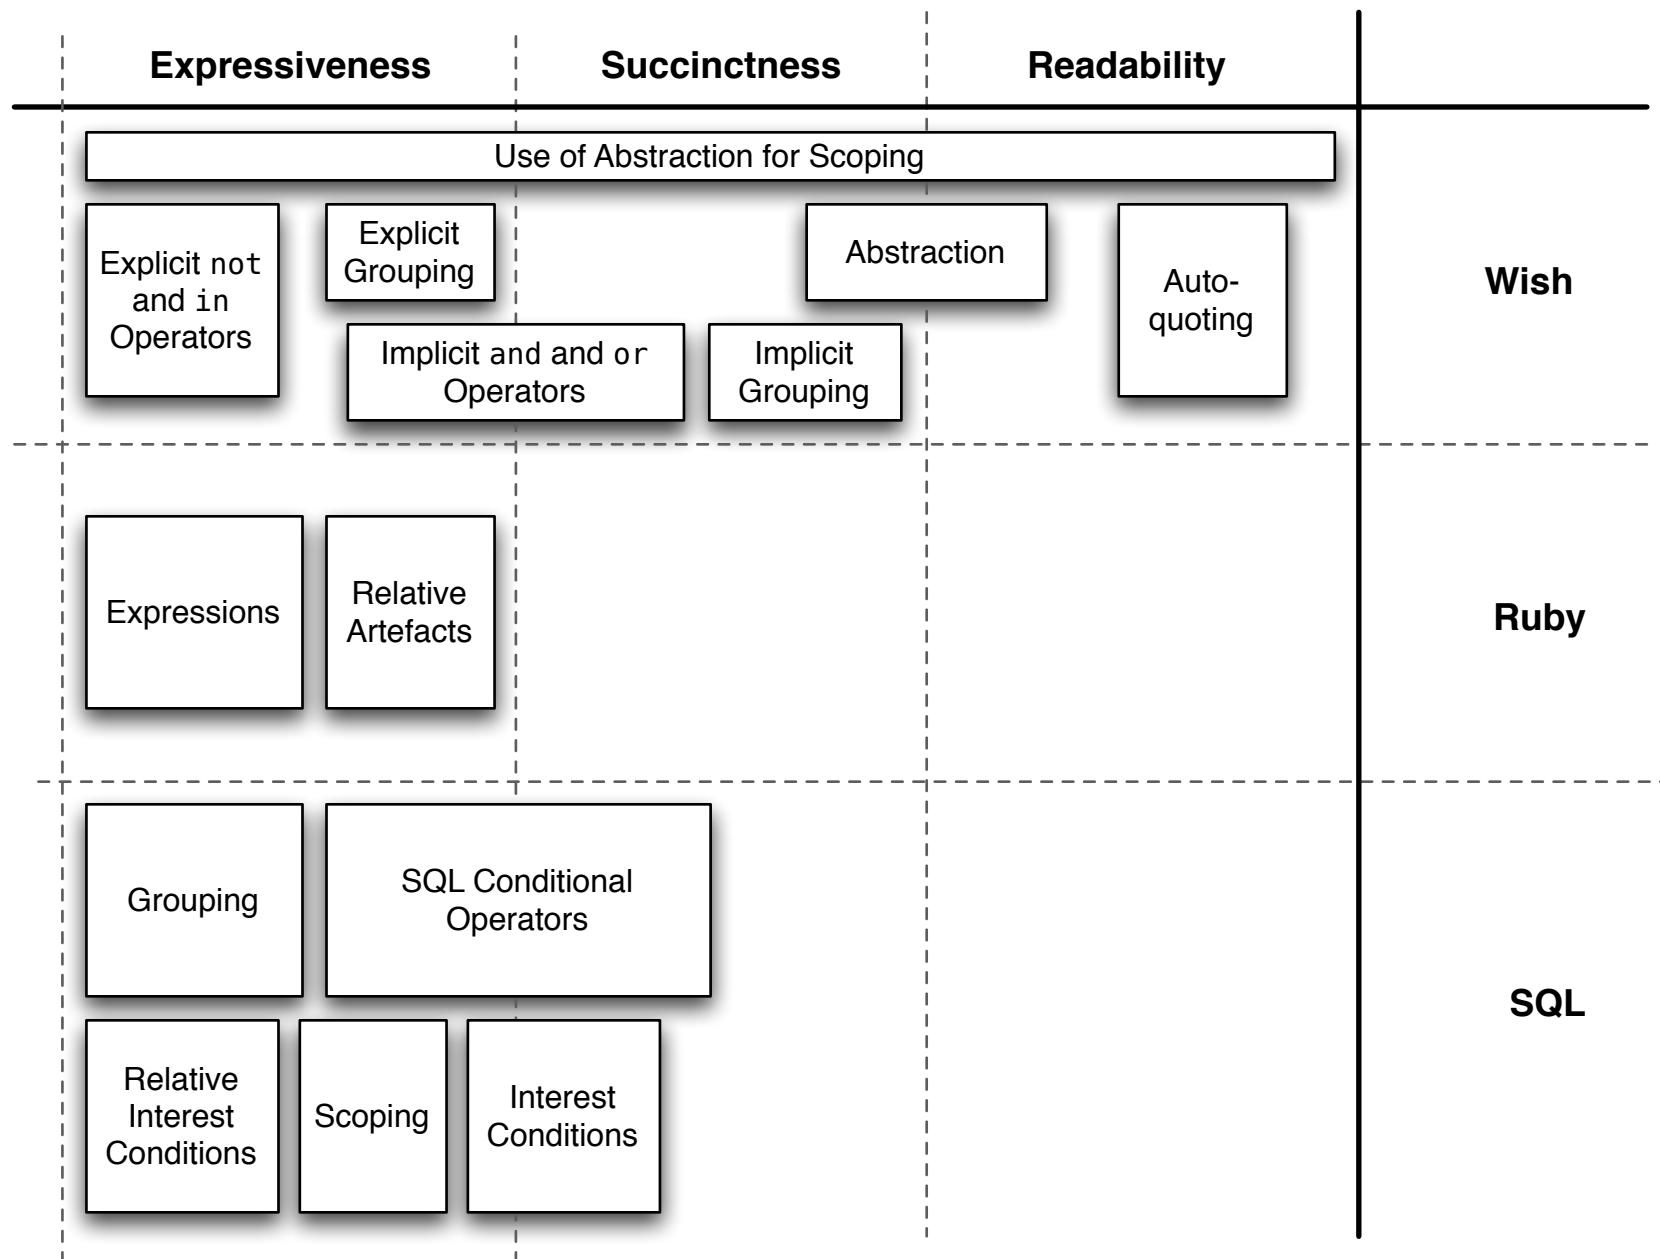 Expressiveness
Succinctness
Readability
Use of Abstraction for Scoping
Explicit not
and in
Operators
Explicit
Grouping
Abstraction
Auto-
quoting
Wish
Implicit and and or
Operators
Implicit
Grouping
Expressions
Relative
Artefacts
Ruby
Grouping
SQL Conditional
Operators
SQL
Relative
Interest
Conditions
Scoping
Interest
Conditions